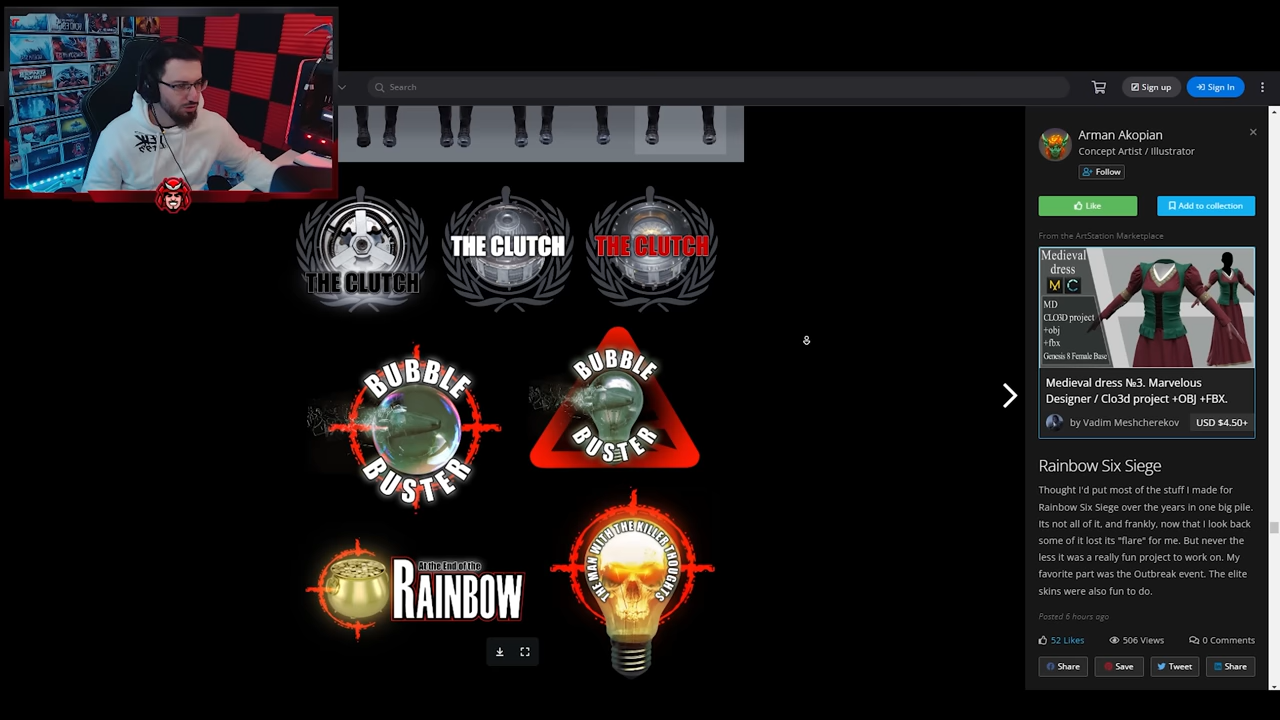 Search
Sign up
Sign In
Arman Akopian
Concept Artist / Illustrator
Follow
Like
Add to collection
From the ArtStation Marketplace
Medieval
dress
M C
MD
CLO3D project
+obj
+fbx
Genesis 8 Female Base
Medieval dress №3. Marvelous
Designer / Clo3d project +OBJ +FBX.
by Vadim Meshcherekov
USD $4.50+
Rainbow Six Siege
Thought I'd put most of the stuff I made for
Rainbow Six Siege over the years in one big pile.
Its not all of it, and frankly, now that I look back
some of it lost its "flare" for me. But never the
less it was a really fun project to work on. My
favorite part was the Outbreak event. The elite
skins were also fun to do.
Posted 6 hours ago
52 Likes
506 Views
0 Comments
Share
Save
Tweet
Share
THE CLUTCH
THE CLUTCH
THE CLUTCH
BUBBLE
BUSTER
BUBBLE
BUSTER
At the End of the
RAINBOW
THE MAN WITH THE KILLER THOUGHTS